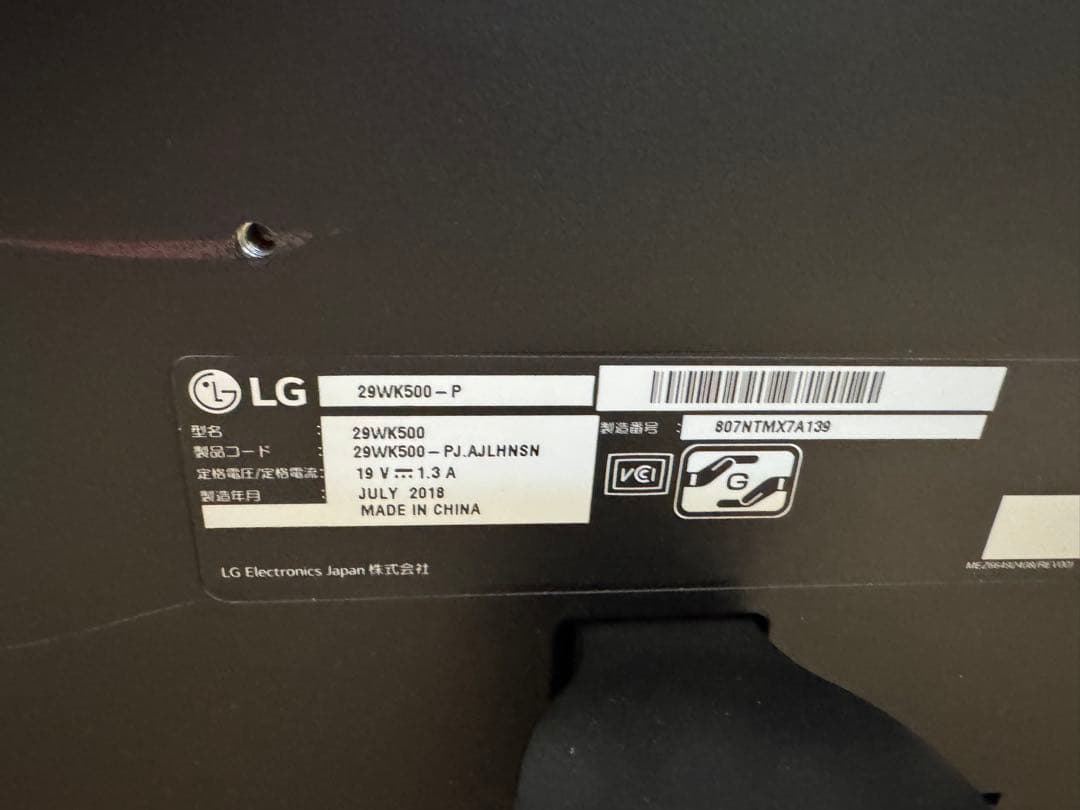 LG 29WK500-P
型名 : 29WK500
製品コード : 29WK500-PJ.AJLHNSN
定格電圧/定格電流: 19 V ⎓ 1.3 A
製造年月 : JULY 2018
MADE IN CHINA
製造番号 : 807NTMX7A139
VCI
G
LG Electronics Japan 株式会社